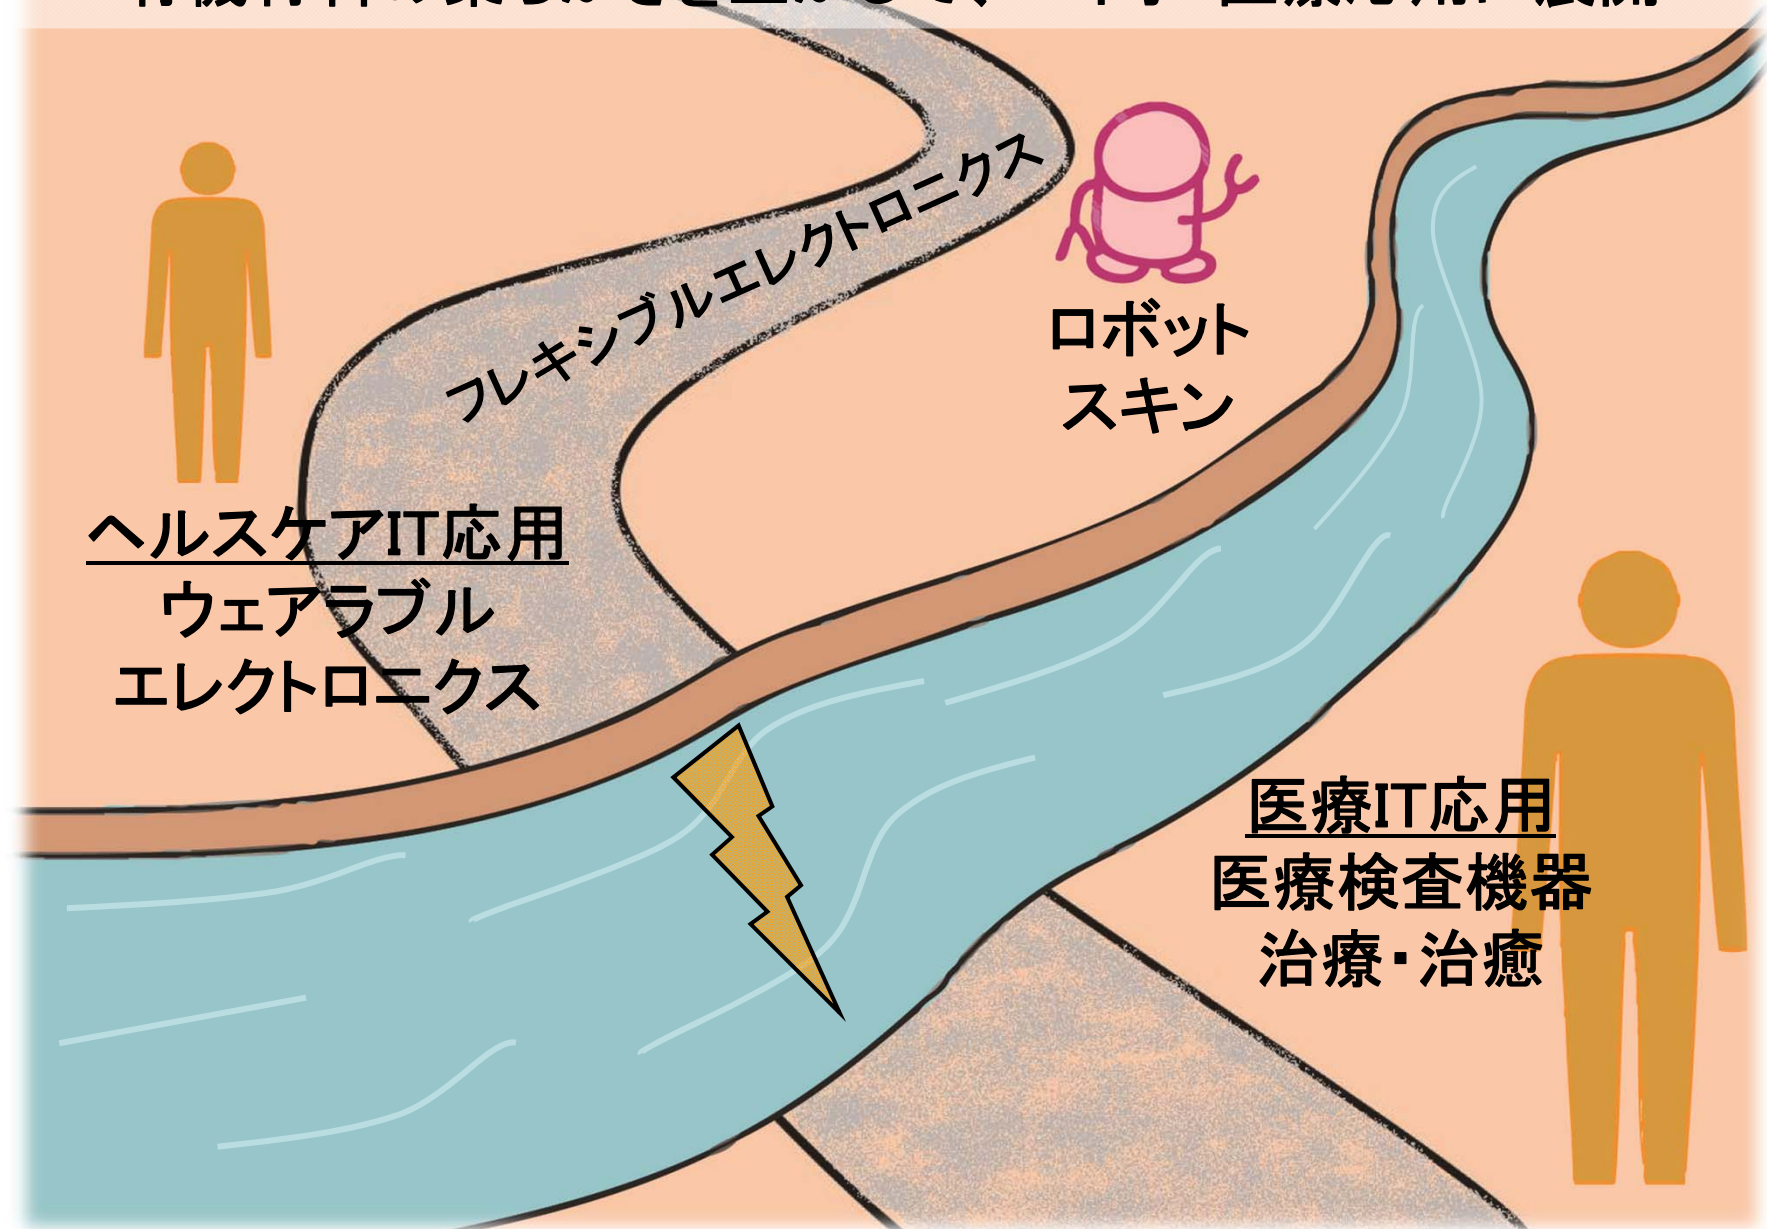 フレキシブルエレクトロニクス
ロボット
スキン
ヘルスケアIT応用
ウェアラブル
エレクトロニクス
医療IT応用
医療検査機器
治療・治癒